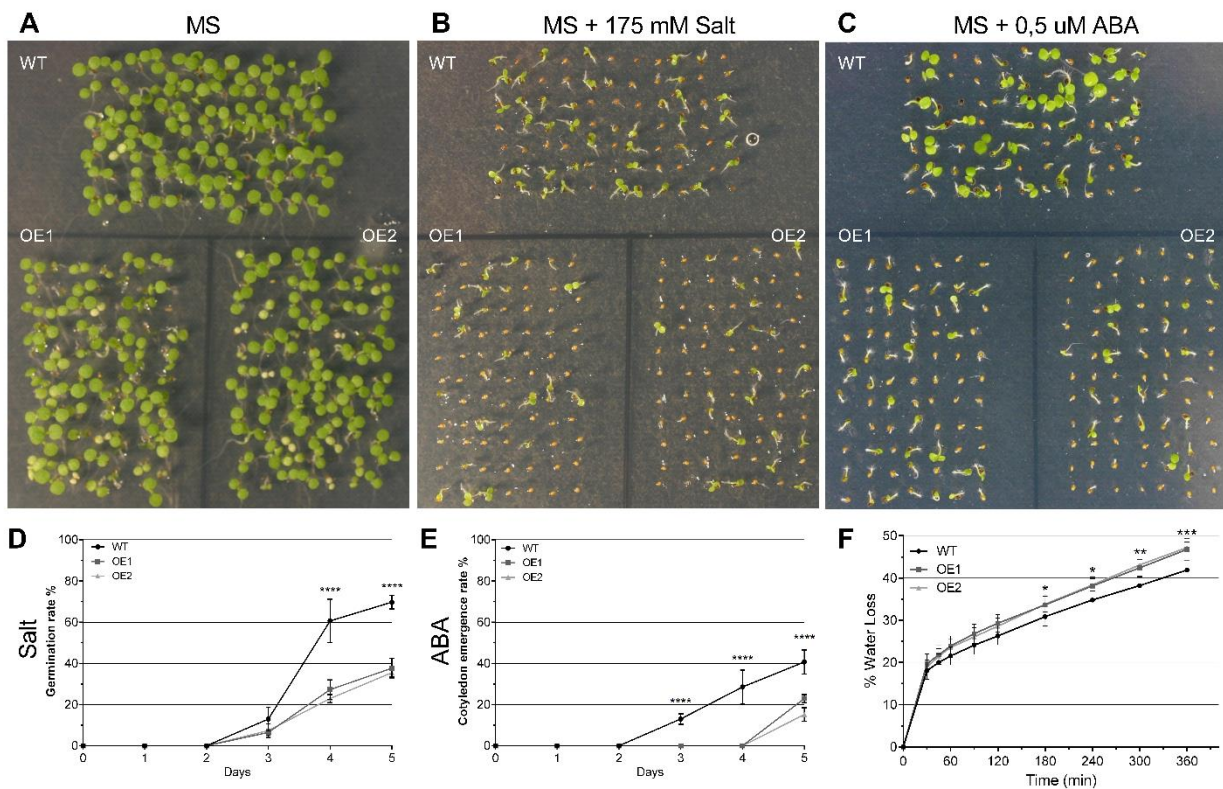 A
MS
WT
OE1
OE2
B
MS + 175 mM Salt
WT
OE1
OE2
C
MS + 0,5 uM ABA
WT
OE1
OE2
D
Salt
Germination rate %
100
80
60
40
20
0
WT
OE1
OE2
****
****
0 1 2 3 4 5
Days
E
ABA
Cotyledon emergence rate %
100
80
60
40
20
0
WT
OE1
OE2
****
****
****
0 1 2 3 4 5
Days
F
% Water Loss
50
40
30
20
10
0
WT
OE1
OE2
*
*
**
***
0 60 120 180 240 300 360
Time (min)